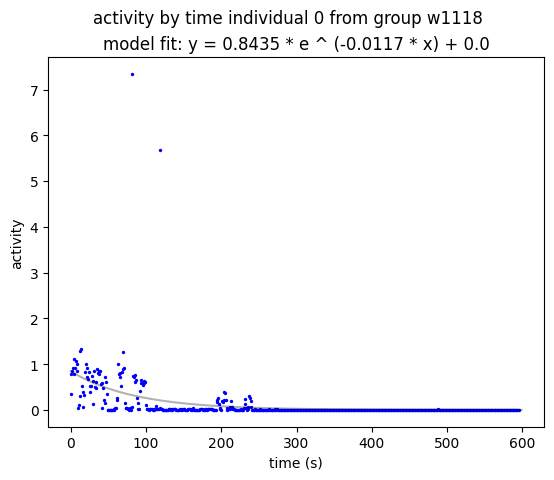 activity by time individual 0 from group w1118
model fit: y = 0.8435 * e ^ (-0.0117 * x) + 0.0
7
6
5
4
3
2
1
0
activity
0 100 200 300 400 500 600
time (s)